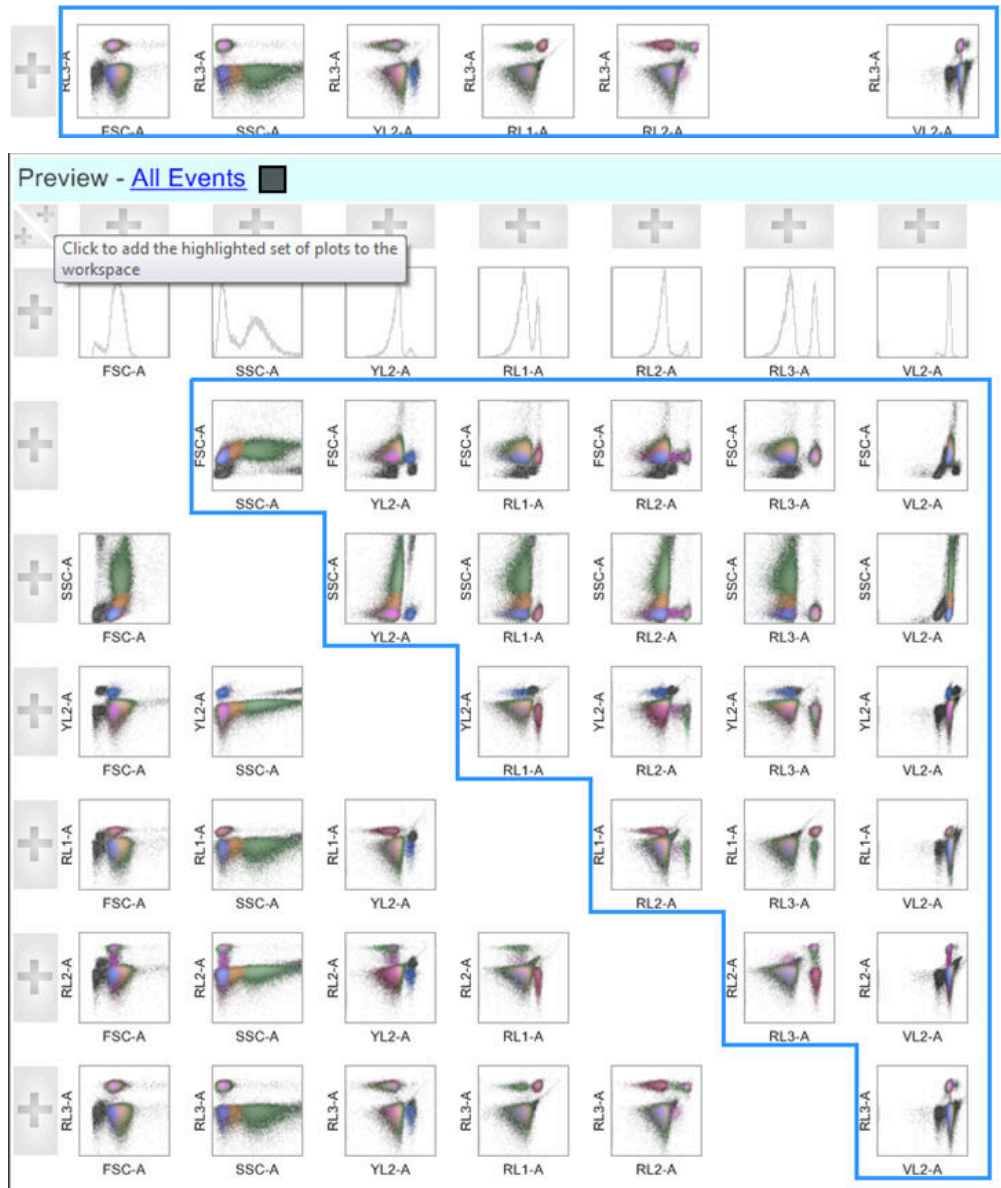 RL3-A RL3-A RL3-A RL3-A RL3-A RL3-A
FSC-A SSC-A YL2-A RL1-A RL2-A VL2-A
Preview - All Events
Click to add the highlighted set of plots to the
workspace
FSC-A SSC-A YL2-A RL1-A RL2-A RL3-A VL2-A
FSC-A FSC-A FSC-A FSC-A FSC-A FSC-A
SSC-A YL2-A RL1-A RL2-A RL3-A VL2-A
SSC-A SSC-A SSC-A SSC-A SSC-A SSC-A
FSC-A YL2-A RL1-A RL2-A RL3-A VL2-A
YL2-A YL2-A YL2-A YL2-A YL2-A YL2-A
FSC-A SSC-A RL1-A RL2-A RL3-A VL2-A
RL1-A RL1-A RL1-A RL1-A RL1-A RL1-A
FSC-A SSC-A YL2-A RL2-A RL3-A VL2-A
RL2-A RL2-A RL2-A RL2-A RL2-A RL2-A
FSC-A SSC-A YL2-A RL1-A RL3-A VL2-A
RL3-A RL3-A RL3-A RL3-A RL3-A RL3-A
FSC-A SSC-A YL2-A RL1-A RL2-A VL2-A